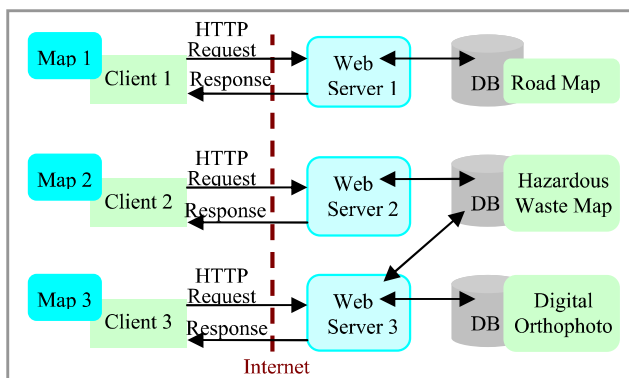 HTTP
Map 1
Request
Client 1
Response
Web
Server 1
DB
Road Map
HTTP
Map 2
Request
Client 2
Response
Web
Server 2
DB
Hazardous
Waste Map
HTTP
Map 3
Request
Client 3
Response
Web
Server 3
DB
Digital
Orthophoto
Internet